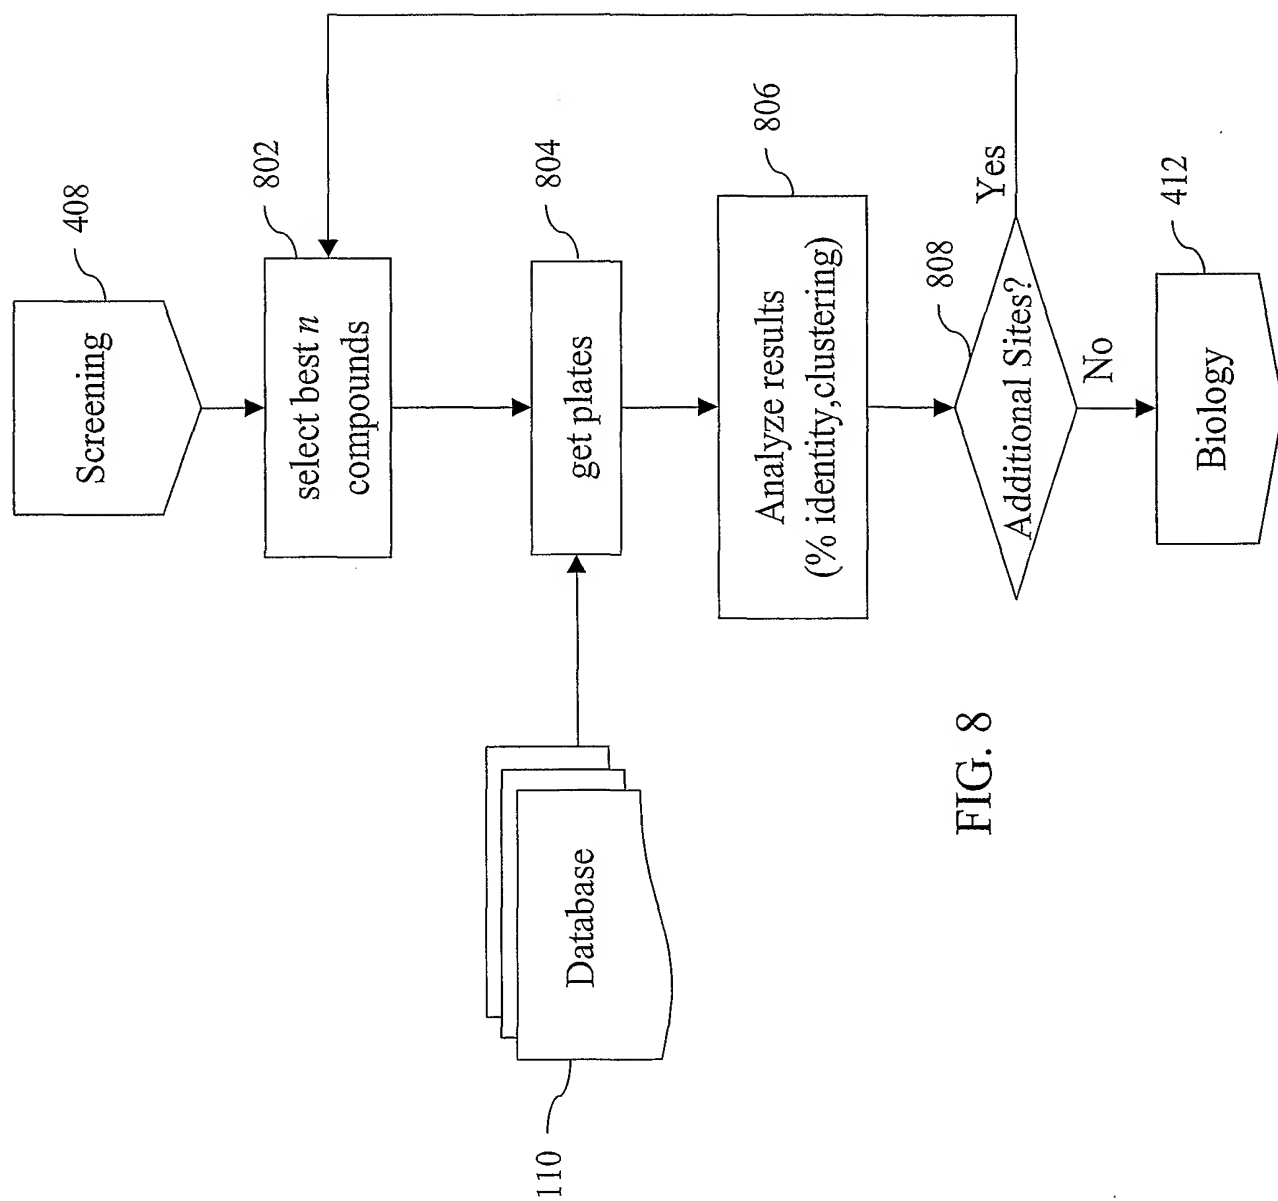 Screening
408
select best n
compounds
802
get plates
804
Database
110
Analyze results
(% identity,clustering)
806
Additional Sites?
808
Yes
No
Biology
412
FIG. 8